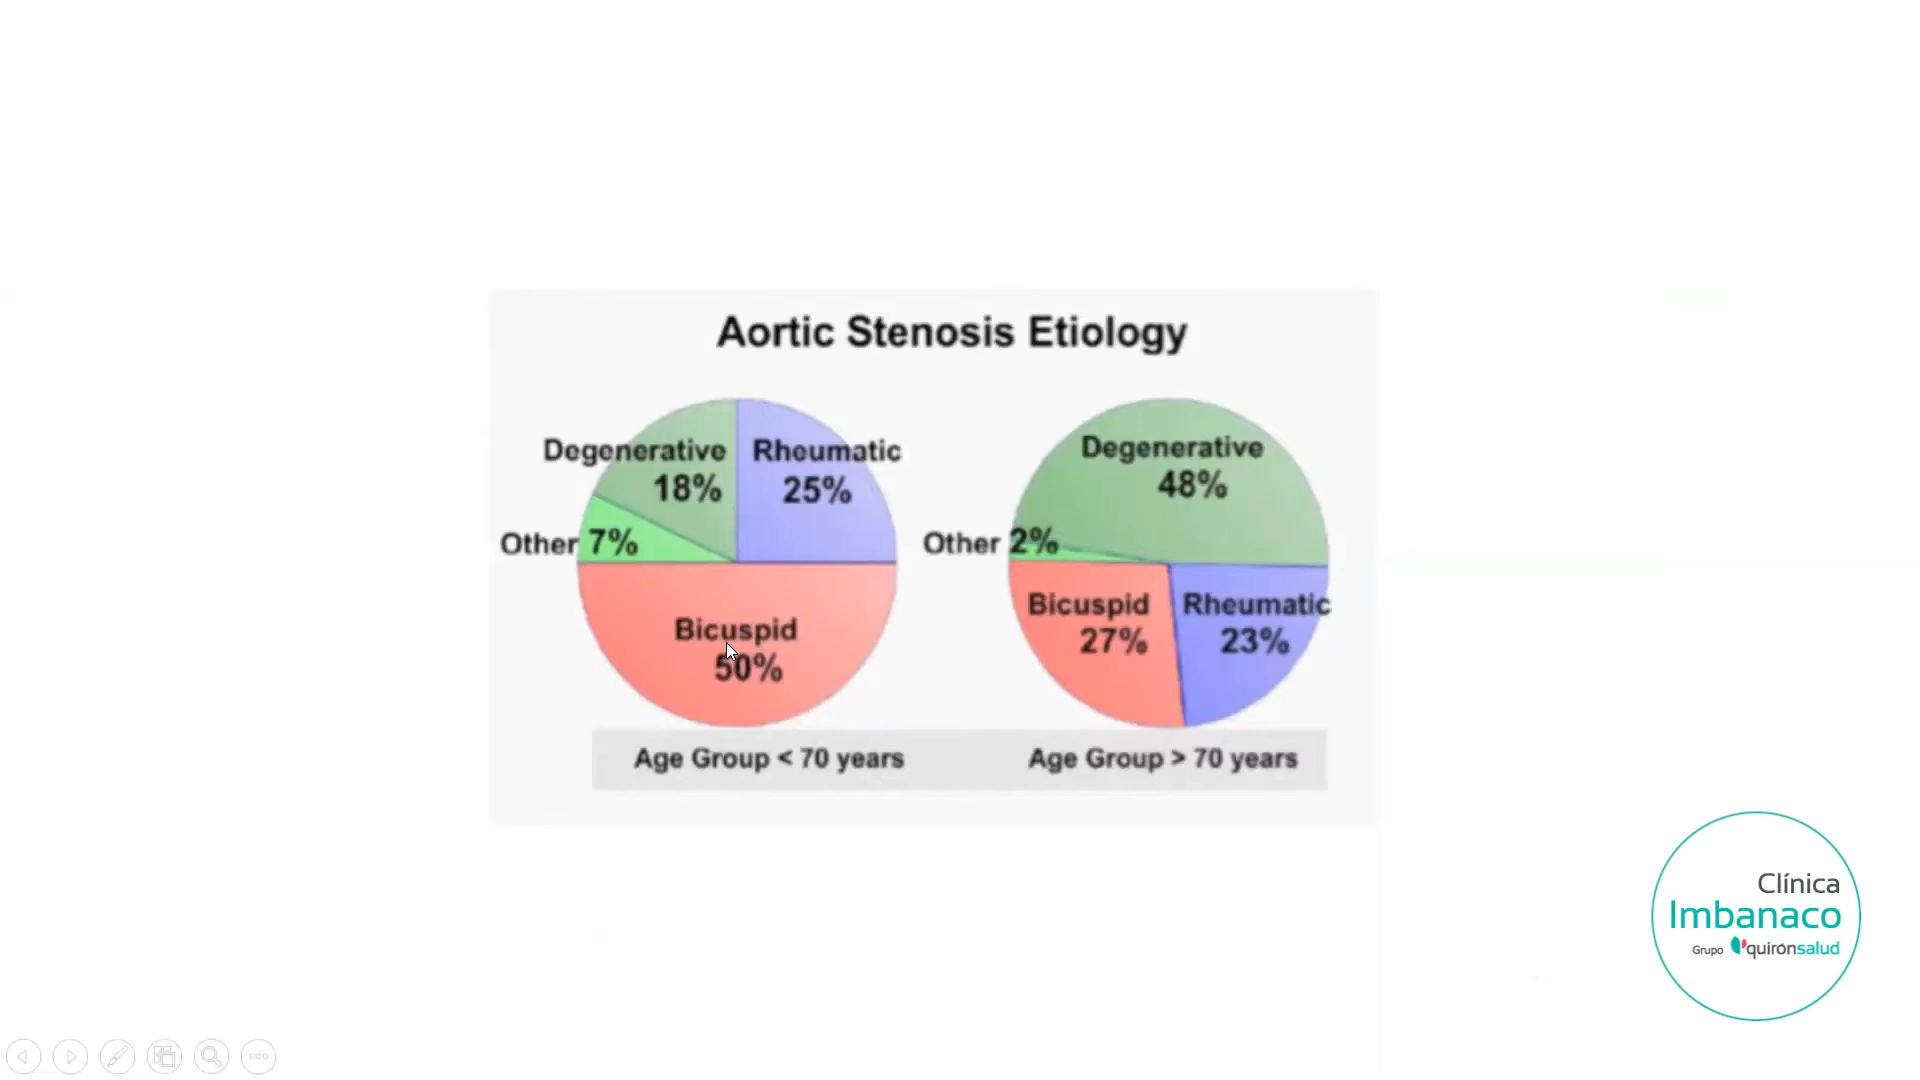 Aortic Stenosis Etiology
Degenerative
18%
Rheumatic
25%
Other 7%
Bicuspid
50%
Age Group < 70 years
Degenerative
48%
Other 2%
Bicuspid
27%
Rheumatic
23%
Age Group > 70 years
Clínica
Imbanaco
Grupo quirónsalud